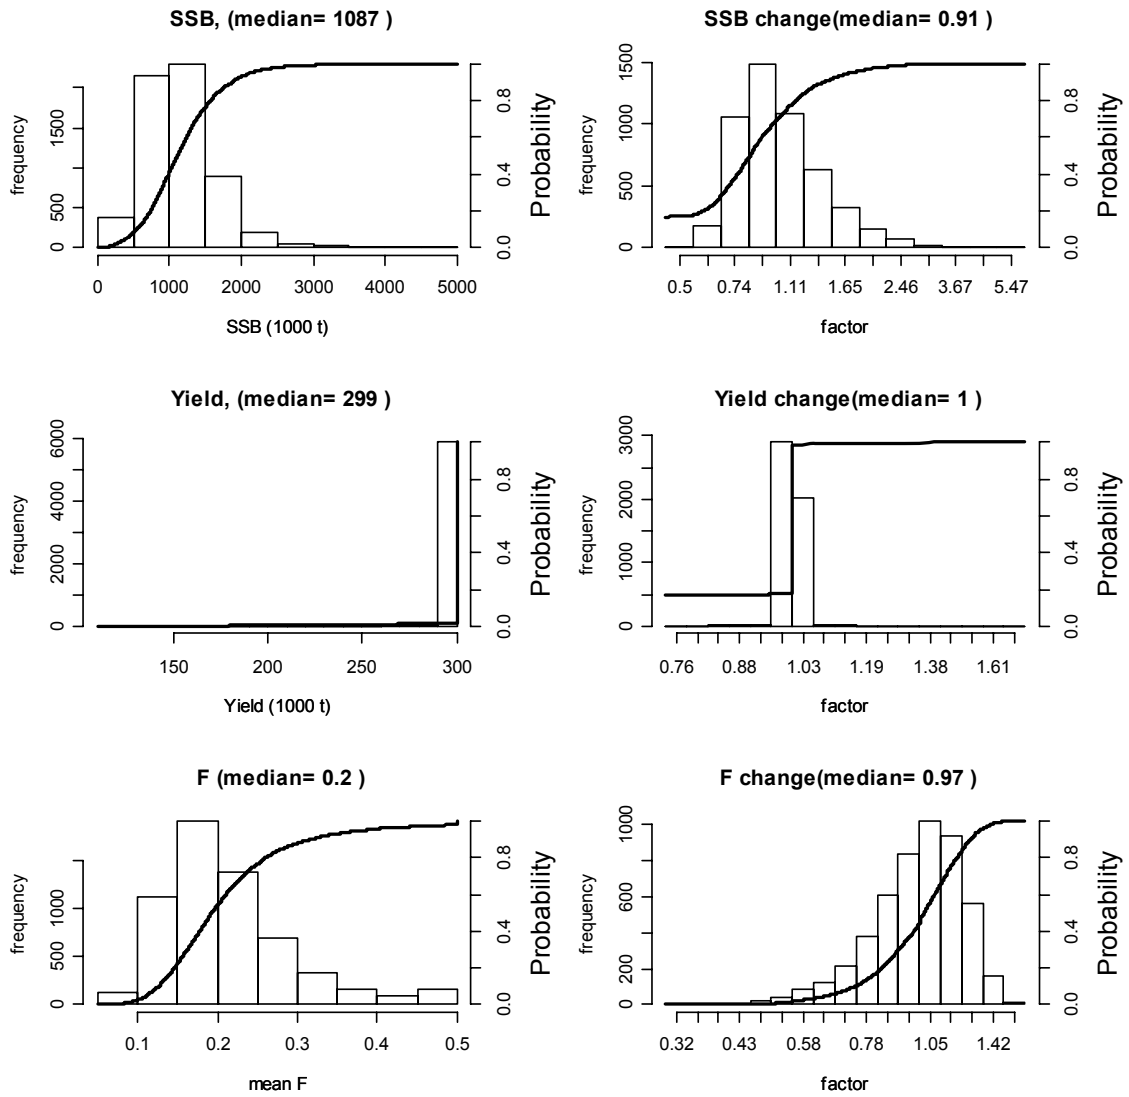 SSB, (median= 1087 )
frequency
0 500 1500
0.0 0.4 0.8
Probability
0 1000 2000 3000 4000 5000
SSB (1000 t)
SSB change(median= 0.91 )
frequency
0 500 1000 1500
0.0 0.4 0.8
Probability
0.5 0.74 1.11 1.65 2.46 3.67 5.47
factor
Yield, (median= 299 )
frequency
0 2000 4000 6000
0.0 0.4 0.8
Probability
150 200 250 300
Yield (1000 t)
Yield change(median= 1 )
frequency
0 1000 2000 3000
0.0 0.4 0.8
Probability
0.76 0.88 1.03 1.19 1.38 1.61
factor
F (median= 0.2 )
frequency
0 500 1000
0.0 0.4 0.8
Probability
0.1 0.2 0.3 0.4 0.5
mean F
F change(median= 0.97 )
frequency
0 200 600 1000
0.0 0.4 0.8
Probability
0.32 0.43 0.58 0.78 1.05 1.42
factor